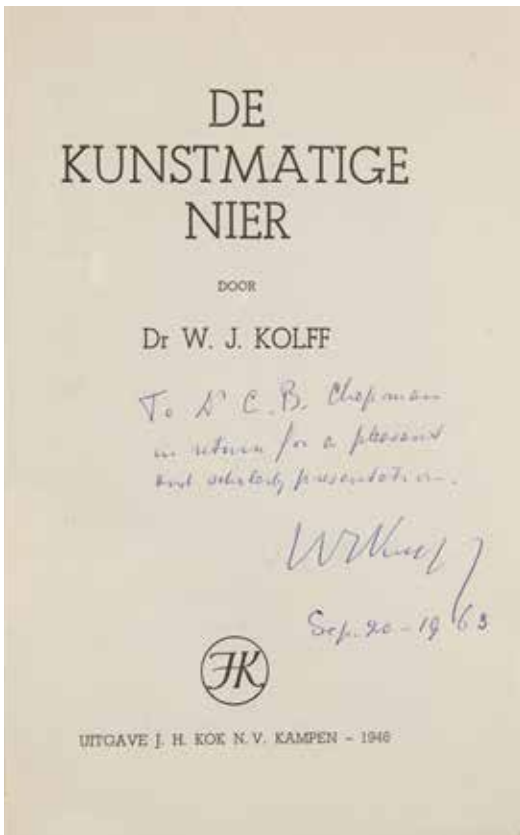 DE
KUNSTMATIGE
NIER
DOOR
Dr W. J. KOLFF
To Dr C. B. Chapman
in return for a pleasant
and scholarly presentation.
WJKolff
Sep. 20 - 1963
JHK
UITGAVE J. H. KOK N. V. KAMPEN – 1946